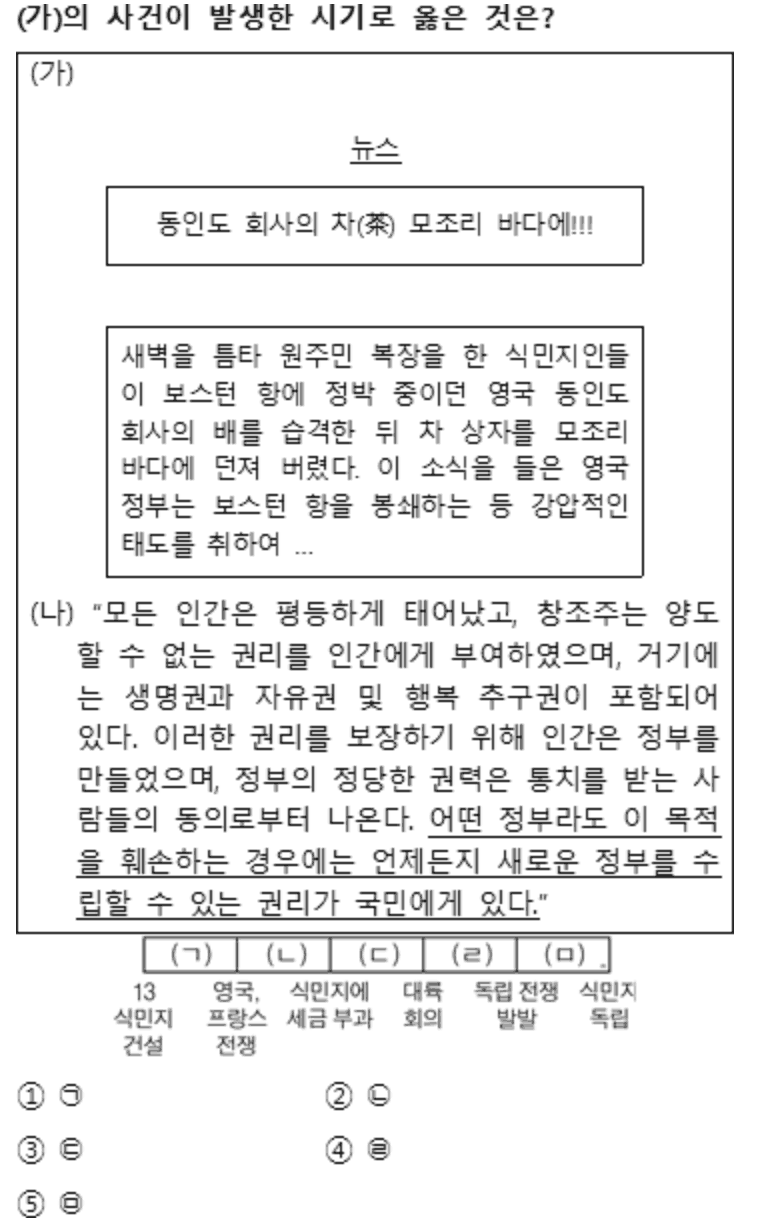 (가)의 사건이 발생한 시기로 옳은 것은?
(가)
뉴스
동인도 회사의 차(茶) 모조리 바다에!!!
새벽을 틈타 원주민 복장을 한 식민지인들
이 보스턴 항에 정박 중이던 영국 동인도
회사의 배를 습격한 뒤 차 상자를 모조리
바다에 던져 버렸다. 이 소식을 들은 영국
정부는 보스턴 항을 봉쇄하는 등 강압적인
태도를 취하여 ...
(나) “모든 인간은 평등하게 태어났고, 창조주는 양도
할 수 없는 권리를 인간에게 부여하였으며, 거기에
는 생명권과 자유권 및 행복 추구권이 포함되어
있다. 이러한 권리를 보장하기 위해 인간은 정부를
만들었으며, 정부의 정당한 권력은 통치를 받는 사
람들의 동의로부터 나온다. 어떤 정부라도 이 목적
을 훼손하는 경우에는 언제든지 새로운 정부를 수
립할 수 있는 권리가 국민에게 있다.”
(ㄱ) (ㄴ) (ㄷ) (ㄹ) (ㅁ)
13 영국, 식민지에 대륙 독립 전쟁 식민지
식민지 프랑스 세금 부과 회의 발발 독립
건설 전쟁
① ㉠ ② ㉡
③ ㉢ ④ ㉣
⑤ ㉤